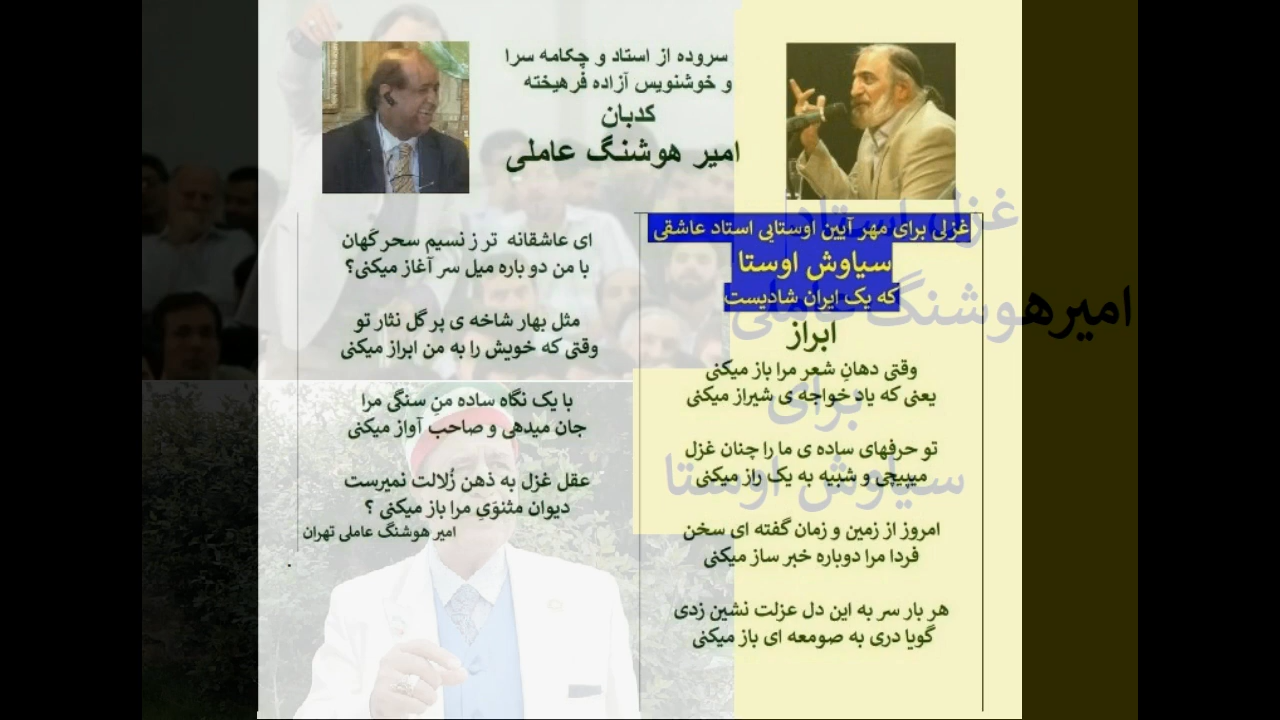 سروده از استاد و چکامه سرا
و خوشنویس آزاده فرهیخته
کدبان
امیر هوشنگ عاملی
غزلی برای مهر آیین اوستایی استاد عاشقی
سیاوش اوستا
که یک ایران شادیست
ابراز
وقتی دهانِ شعر مرا باز میکنی
یعنی که یاد خواجه ی شیراز میکنی
تو حرفهای ساده ی ما را چنان غزل
میپیچی و شبیه به یک راز میکنی
امروز از زمین و زمان گفته ای سخن
فردا مرا دوباره خبر ساز میکنی
هر بار سر به این دل عزلت نشین زدی
گویا دری به صومعه ای باز میکنی
ای عاشقانه تر ز نسیم سحر گهان
با من دو باره میل سر آغاز میکنی؟
مثل بهار شاخه ی پر گل نثار تو
وقتی که خویش را به من ابراز میکنی
با یک نگاه ساده منِ سنگی مرا
جان میدهی و صاحب آواز میکنی
عقل غزل به ذهن زُلالت نمیرست
دیوان مثنوَیِ مرا باز میکنی ؟
امیر هوشنگ عاملی تهران
غزل استاد
امیرهوشنگ عاملی
برای
سیاوش اوستا